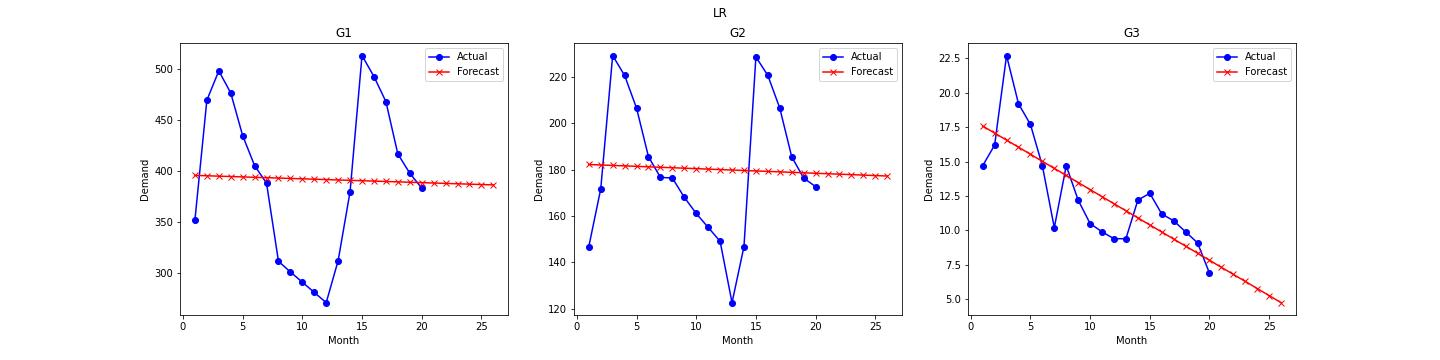 LR
G1
G2
G3
Actual
Forecast
Actual
Forecast
Actual
Forecast
Demand
500
450
400
350
300
0
5
10
15
20
25
Month
Demand
220
200
180
160
140
120
0
5
10
15
20
25
Month
Demand
22.5
20.0
17.5
15.0
12.5
10.0
7.5
5.0
0
5
10
15
20
25
Month